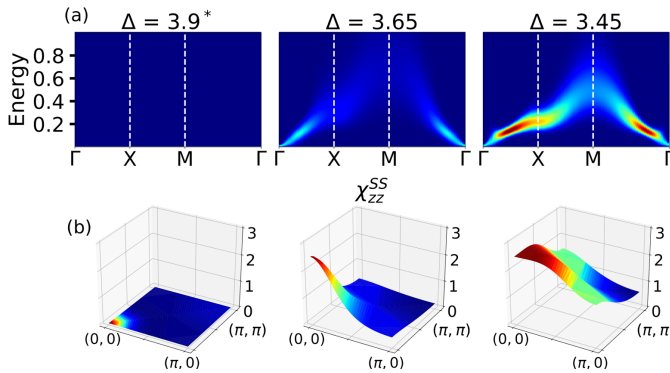 (a)
Δ = 3.9*
Δ = 3.65
Δ = 3.45
Energy
0.8
0.6
0.4
0.2
Γ X M Γ
Γ X M Γ
Γ X M Γ
χ_zz^SS
(b)
3
2
1
0
(0, 0)
(π, 0)
(π, π)
3
2
1
0
(0, 0)
(π, 0)
(π, π)
3
2
1
0
(0, 0)
(π, 0)
(π, π)